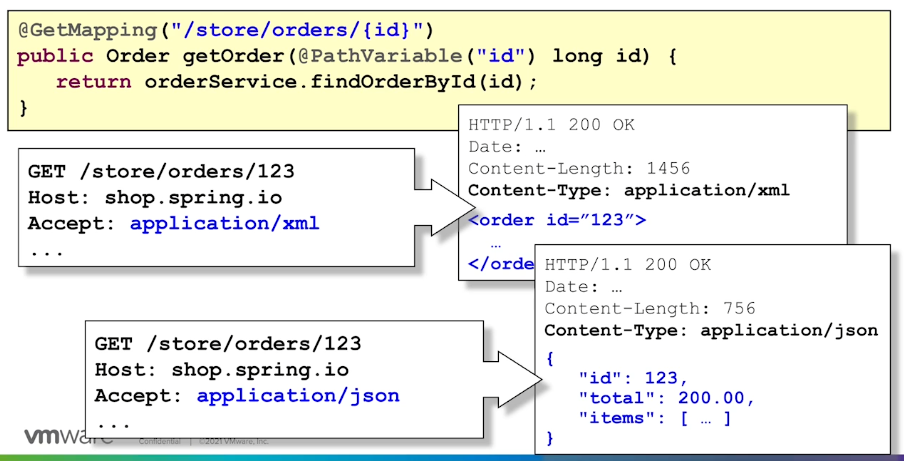 @GetMapping("/store/orders/{id}")
public Order getOrder(@PathVariable("id") long id) {
return orderService.findOrderById(id);
}
GET /store/orders/123
Host: shop.spring.io
Accept: application/xml
...
HTTP/1.1 200 OK
Date: …
Content-Length: 1456
Content-Type: application/xml
<order id=”123”>
…
</orde
GET /store/orders/123
Host: shop.spring.io
Accept: application/json
...
HTTP/1.1 200 OK
Date: …
Content-Length: 756
Content-Type: application/json
{
"id": 123,
"total": 200.00,
"items": [ … ]
}
vmware
Confidential | ©2021 VMware, Inc.